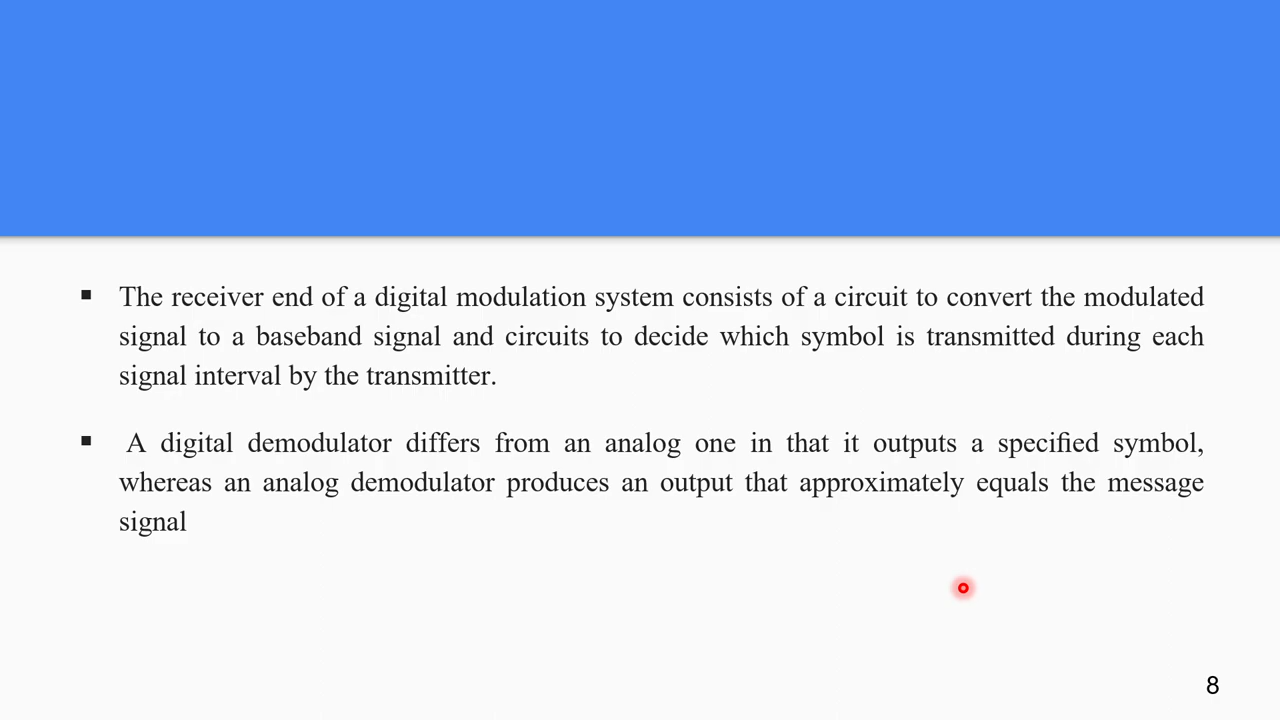 ▪ The receiver end of a digital modulation system consists of a circuit to convert the modulated
signal to a baseband signal and circuits to decide which symbol is transmitted during each
signal interval by the transmitter.
▪ A digital demodulator differs from an analog one in that it outputs a specified symbol,
whereas an analog demodulator produces an output that approximately equals the message
signal
8